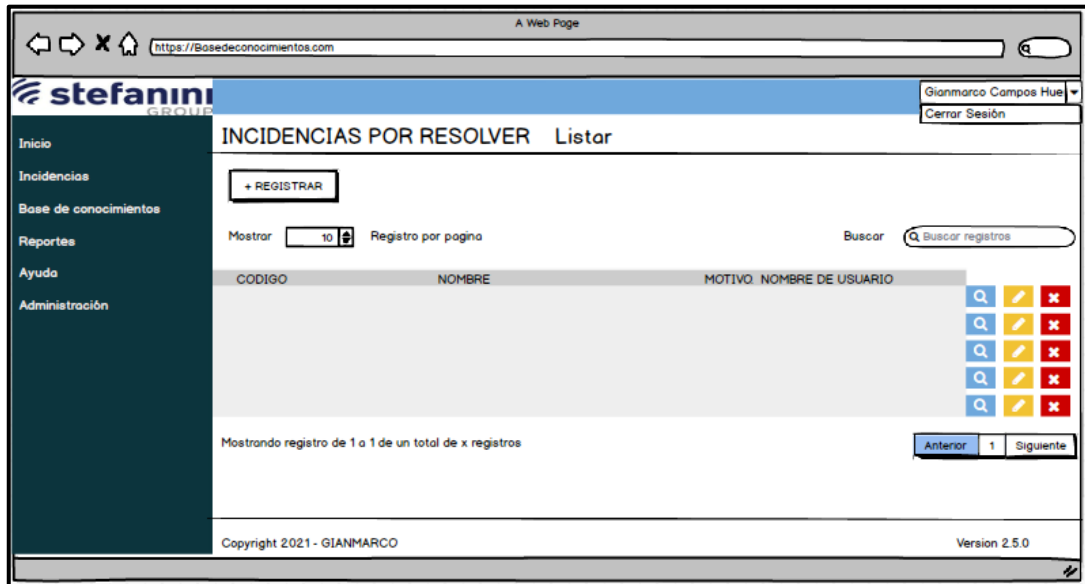 A Web Page
https://Basedeconocimientos.com
stefanini
GROUP
Gianmarco Campos Hue
Cerrar Sesión
Inicio
Incidencias
Base de conocimientos
Reportes
Ayuda
Administración
INCIDENCIAS POR RESOLVER Listar
+ REGISTRAR
Mostrar 10 Registro por pagina Buscar Buscar registros
CODIGO NOMBRE MOTIVO NOMBRE DE USUARIO
Mostrando registro de 1 a 1 de un total de x registros
Anterior 1 Siguiente
Copyright 2021 - GIANMARCO Version 2.5.0